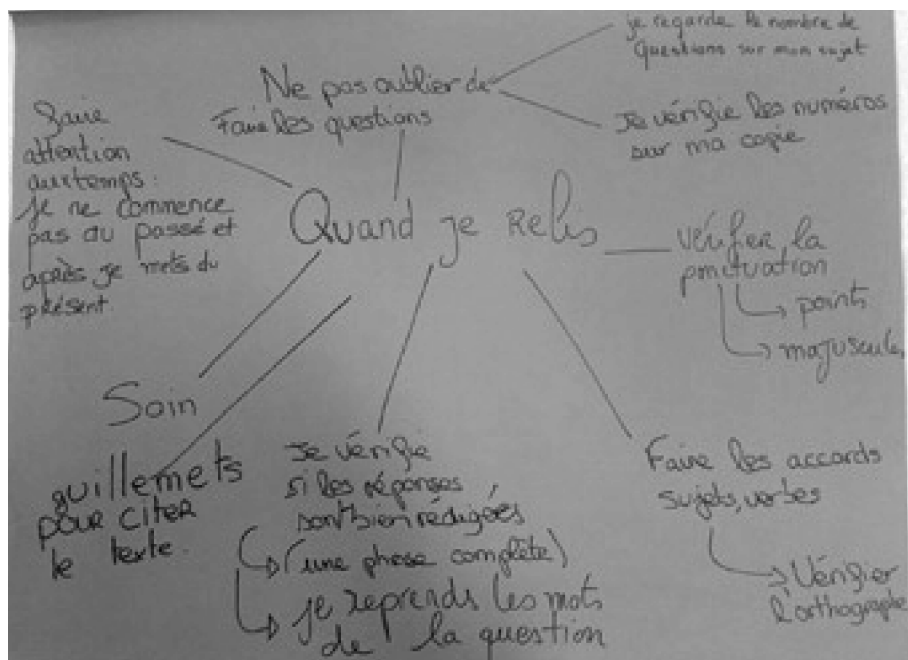 je regarde le nombre de
questions sur mon sujet
Ne pas oublier de
Faire les questions
Je vérifie les numéros
sur ma copie
Faire
attention
aux temps :
je ne commence
pas au passé et
après je mets du
présent.
Quand je Relis
vérifier la
ponctuation
→ points
→ majuscules
Soin
guillemets
pour citer
le texte.
Je vérifie
si les réponses
sont bien rédigées
→ (une phrase complète)
→ je reprends les mots
de la question
Faire les accords
sujets, verbes
→ Vérifier
l'orthographe